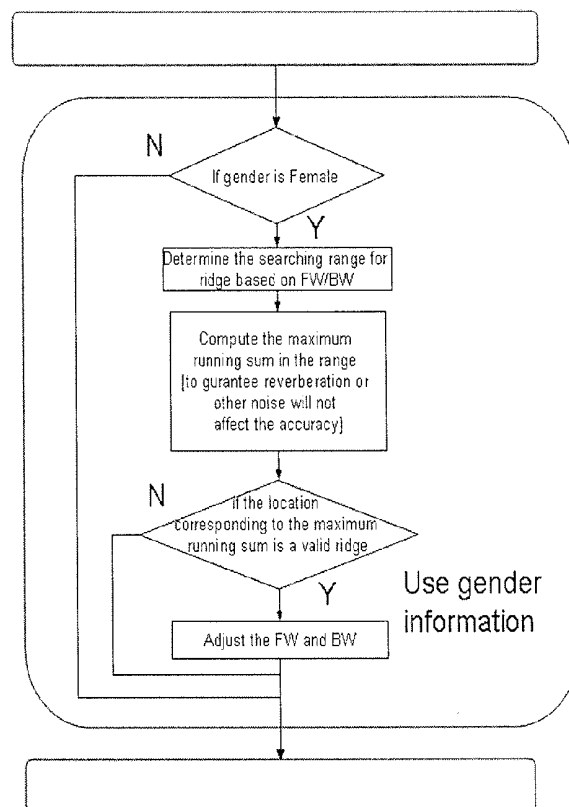 N
If gender is Female
Y
Determine the searching range for
ridge based on FW/BW
Compute the maximum
running sum in the range
[to gurantee reverberation or
other noise will not
affect the accuracy]
N
if the location
corresponding to the maximum
running sum is a valid ridge
Y
Use gender
information
Adjust the FW and BW